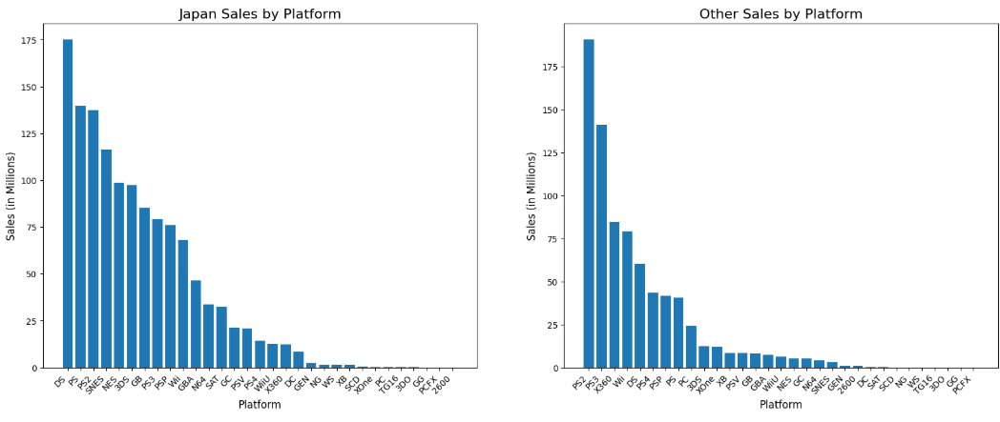 Japan Sales by Platform
175
150
125
100
75
50
25
0
Sales (in Millions)
DS PS PS2 SNES NES 3DS GB PS3 PSP Wii GBA N64 SAT GC PSV PS4 WiiU X360 DC GEN NG WS XB SCD XOne PC TG16 3DO GG PCFX 2600
Platform
Other Sales by Platform
175
150
125
100
75
50
25
0
Sales (in Millions)
PS2 PS3 X360 Wii DS PS4 PSP PS PC 3DS XOne XB PSV GB GBA WiiU NES GC N64 SNES GEN 2600 DC SAT SCD NG WS TG16 3DO GG PCFX
Platform